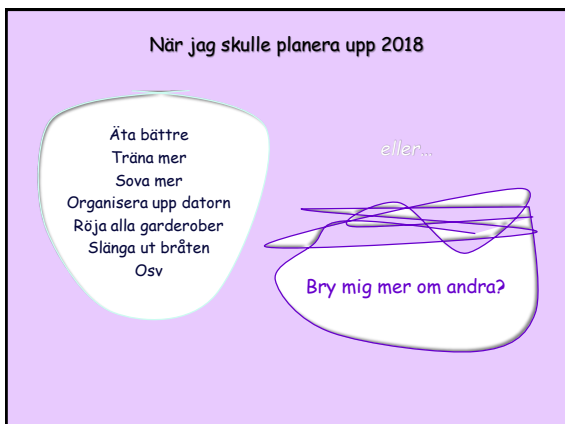 När jag skulle planera upp 2018
Äta bättre
Träna mer
Sova mer
Organisera upp datorn
Röja alla garderober
Slänga ut bråten
Osv
eller...
Bry mig mer om andra?